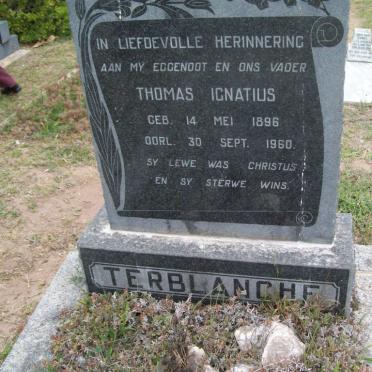 IN LIEFDEVOLLE HERINNERING
AAN MY EGGENOOT EN ONS VADER
THOMAS IGNATIUS
GEB. 14 MEI 1896
OORL. 30 SEPT. 1960.
SY LEWE WAS CHRISTUS
EN SY STERWE WINS.
TERBLANCHE